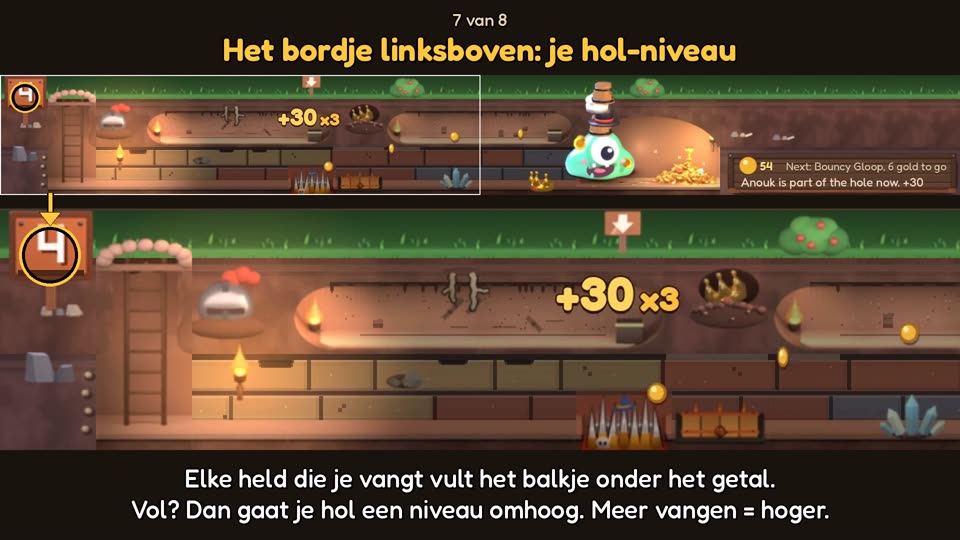 7 van 8
Het bordje linksboven: je hol-niveau
4
+30 x3
54 Next: Bouncy Gloop, 6 gold to go
Anouk is part of the hole now. +30
4
+30 x3
Elke held die je vangt vult het balkje onder het getal.
Vol? Dan gaat je hol een niveau omhoog. Meer vangen = hoger.